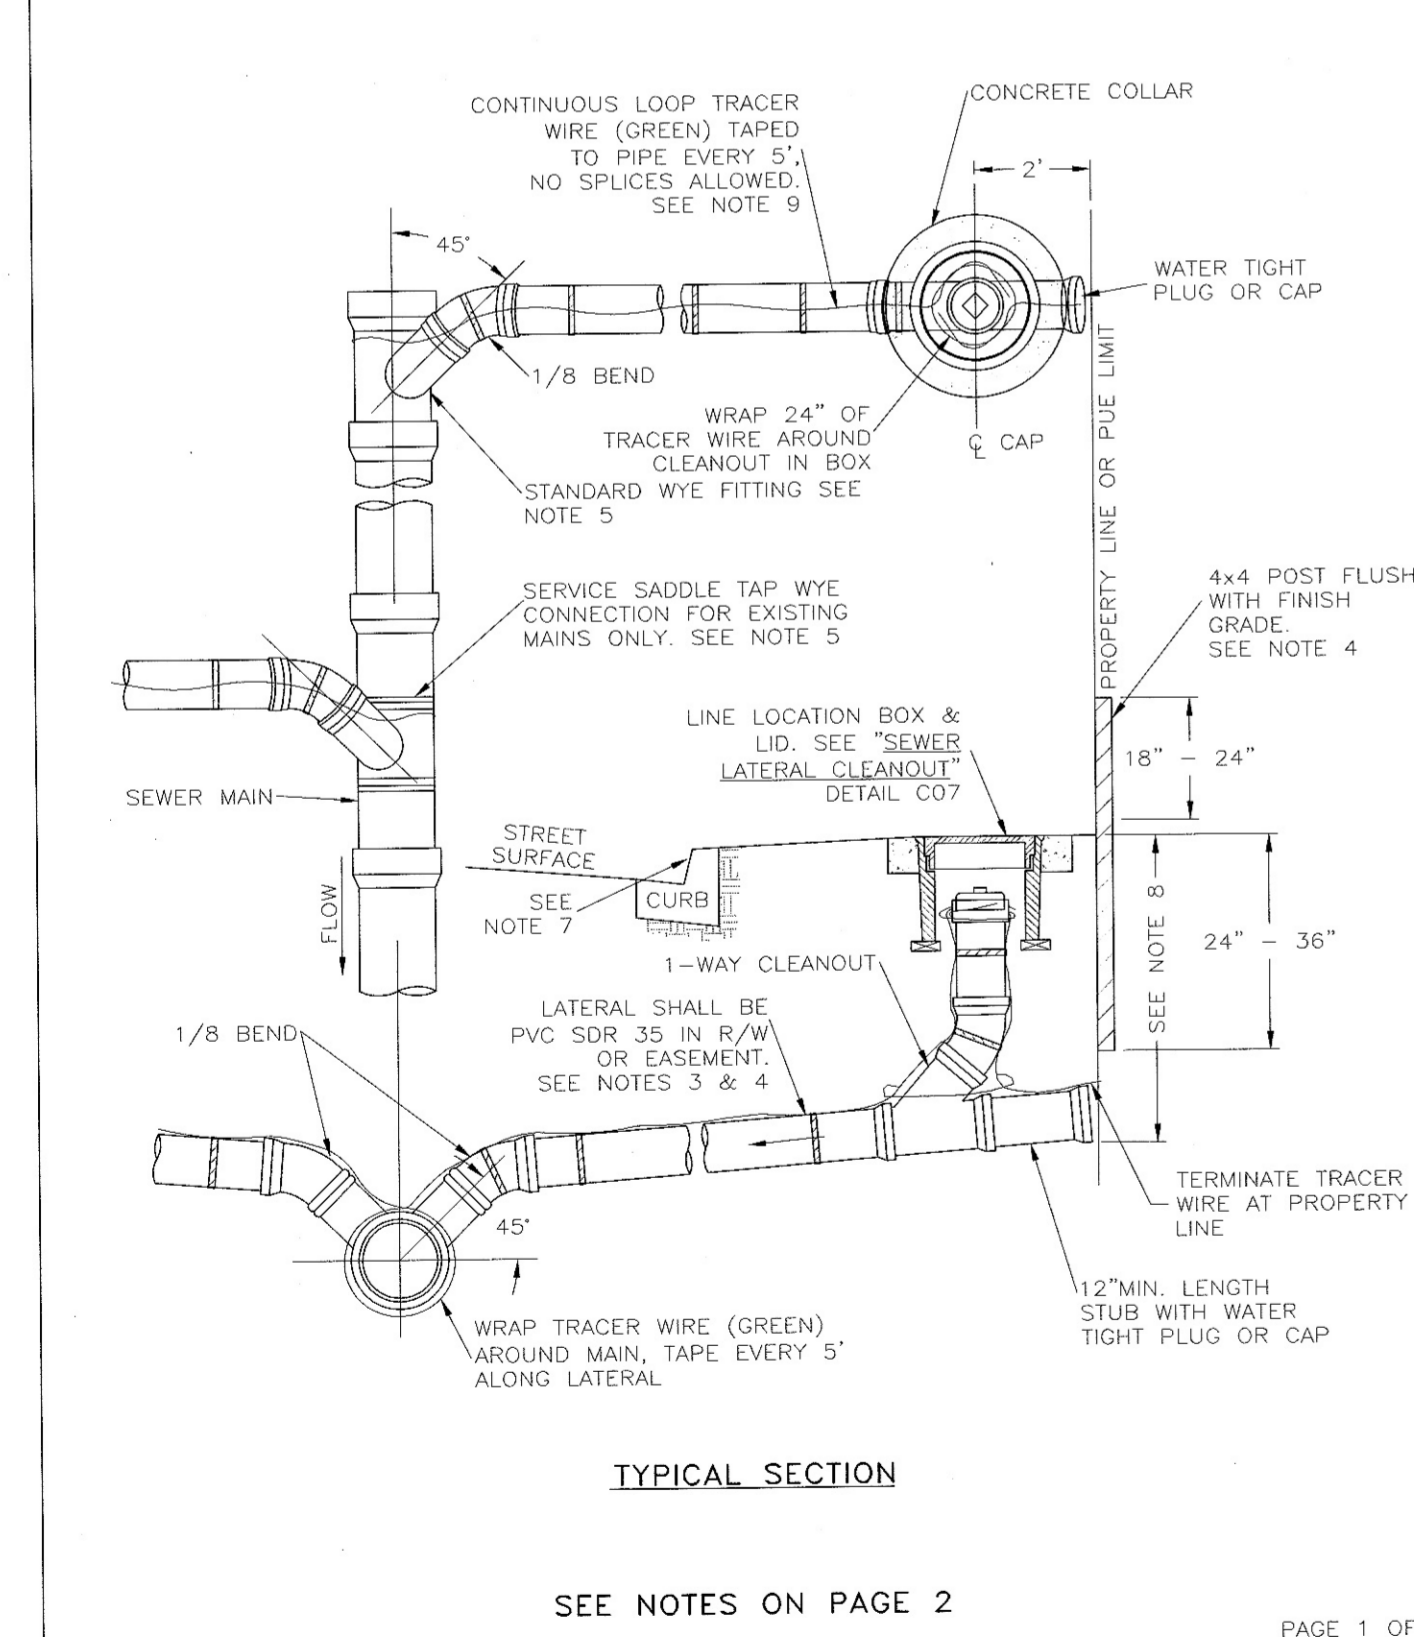 CONTINUOUS LOOP TRACER
WIRE (GREEN) TAPED
TO PIPE EVERY 5',
NO SPLICES ALLOWED.
SEE NOTE 9
CONCRETE COLLAR
2'
45°
WATER TIGHT
PLUG OR CAP
1/8 BEND
WRAP 24" OF
TRACER WIRE AROUND
CLEANOUT IN BOX
℄ CAP
PROPERTY LINE OR PUE LIMIT
STANDARD WYE FITTING SEE
NOTE 5
SERVICE SADDLE TAP WYE
CONNECTION FOR EXISTING
MAINS ONLY. SEE NOTE 5
4x4 POST FLUSH
WITH FINISH
GRADE.
SEE NOTE 4
LINE LOCATION BOX &
LID. SEE "SEWER
LATERAL CLEANOUT"
DETAIL C07
18" - 24"
SEWER MAIN
STREET
SURFACE
SEE
NOTE 7
CURB
FLOW
SEE NOTE 8
24" - 36"
1-WAY CLEANOUT
LATERAL SHALL BE
PVC SDR 35 IN R/W
OR EASEMENT.
SEE NOTES 3 & 4
1/8 BEND
45°
TERMINATE TRACER
WIRE AT PROPERTY
LINE
12"MIN. LENGTH
STUB WITH WATER
TIGHT PLUG OR CAP
WRAP TRACER WIRE (GREEN)
AROUND MAIN, TAPE EVERY 5'
ALONG LATERAL
TYPICAL SECTION
SEE NOTES ON PAGE 2
PAGE 1 OF